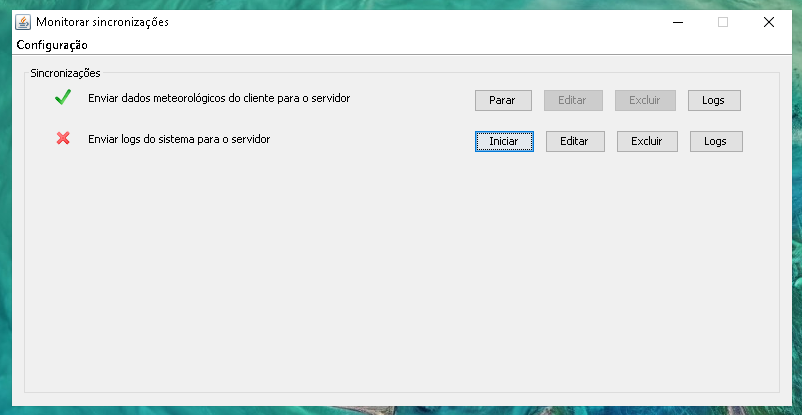 Monitorar sincronizações
Configuração
Sincronizações
Enviar dados meteorológicos do cliente para o servidor Parar Editar Excluir Logs
Enviar logs do sistema para o servidor Iniciar Editar Excluir Logs